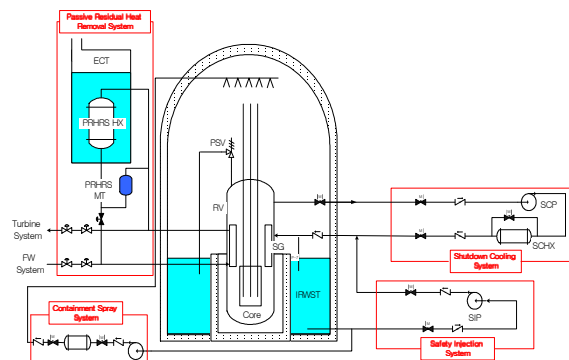 Passive Residual Heat
Removal System
ECT
PRHRS HX
PRHRS
MT
PSV
RV
SG
Core
IRWST
Turbine
System
FW
System
SCP
SCHX
Shutdown Cooling
System
SIP
Safety Injection
System
Containment Spray
System